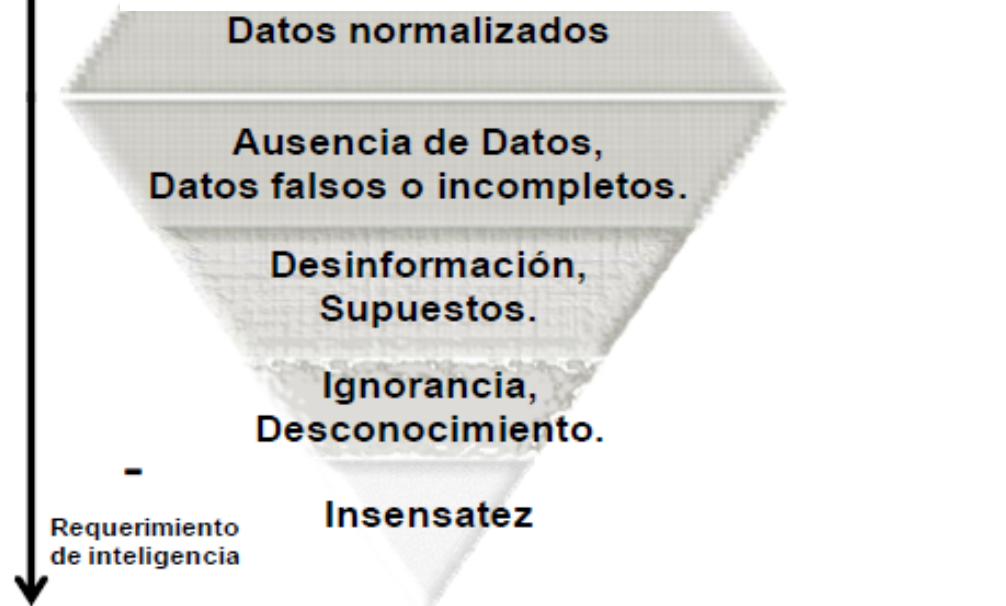 Datos normalizados
Ausencia de Datos,
Datos falsos o incompletos.
Desinformación,
Supuestos.
Ignorancia,
Desconocimiento.
-
Insensatez
Requerimiento
de inteligencia